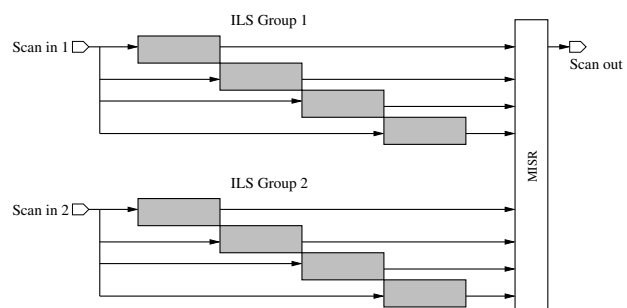 ILS Group 1
Scan in 1
Scan out
MISR
ILS Group 2
Scan in 2